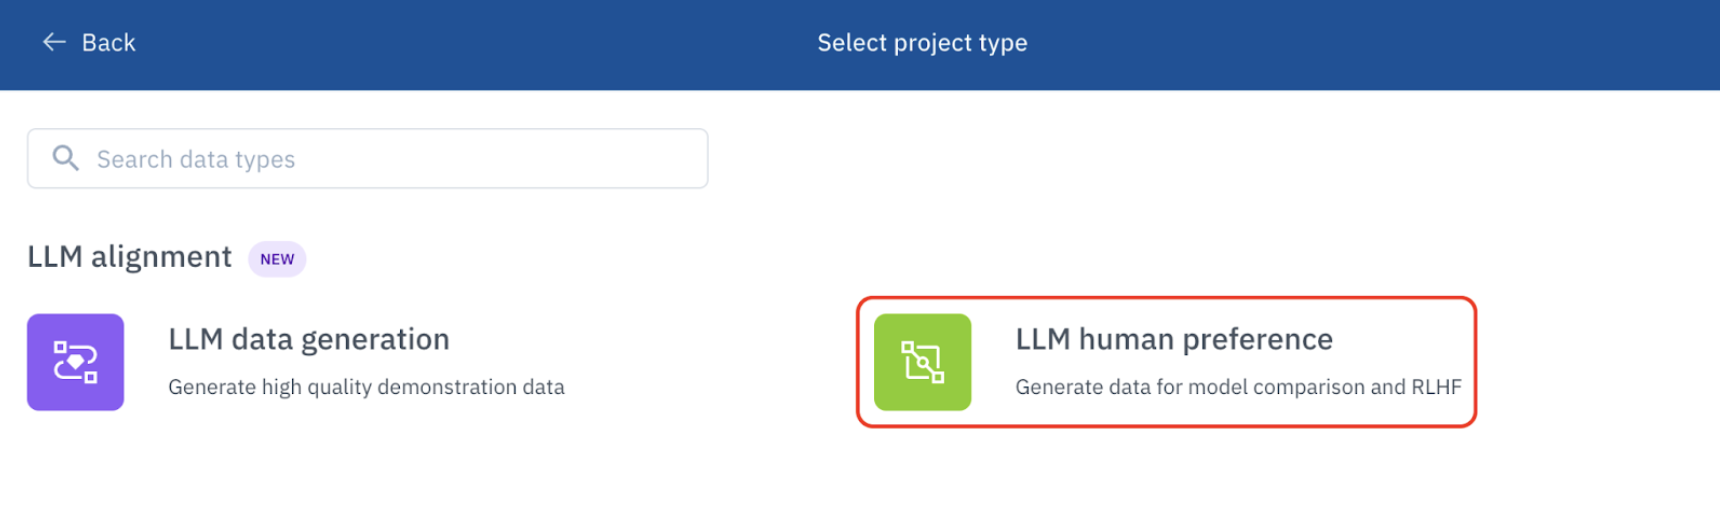 Back
Select project type
Search data types
LLM alignment NEW
LLM data generation
Generate high quality demonstration data
LLM human preference
Generate data for model comparison and RLHF